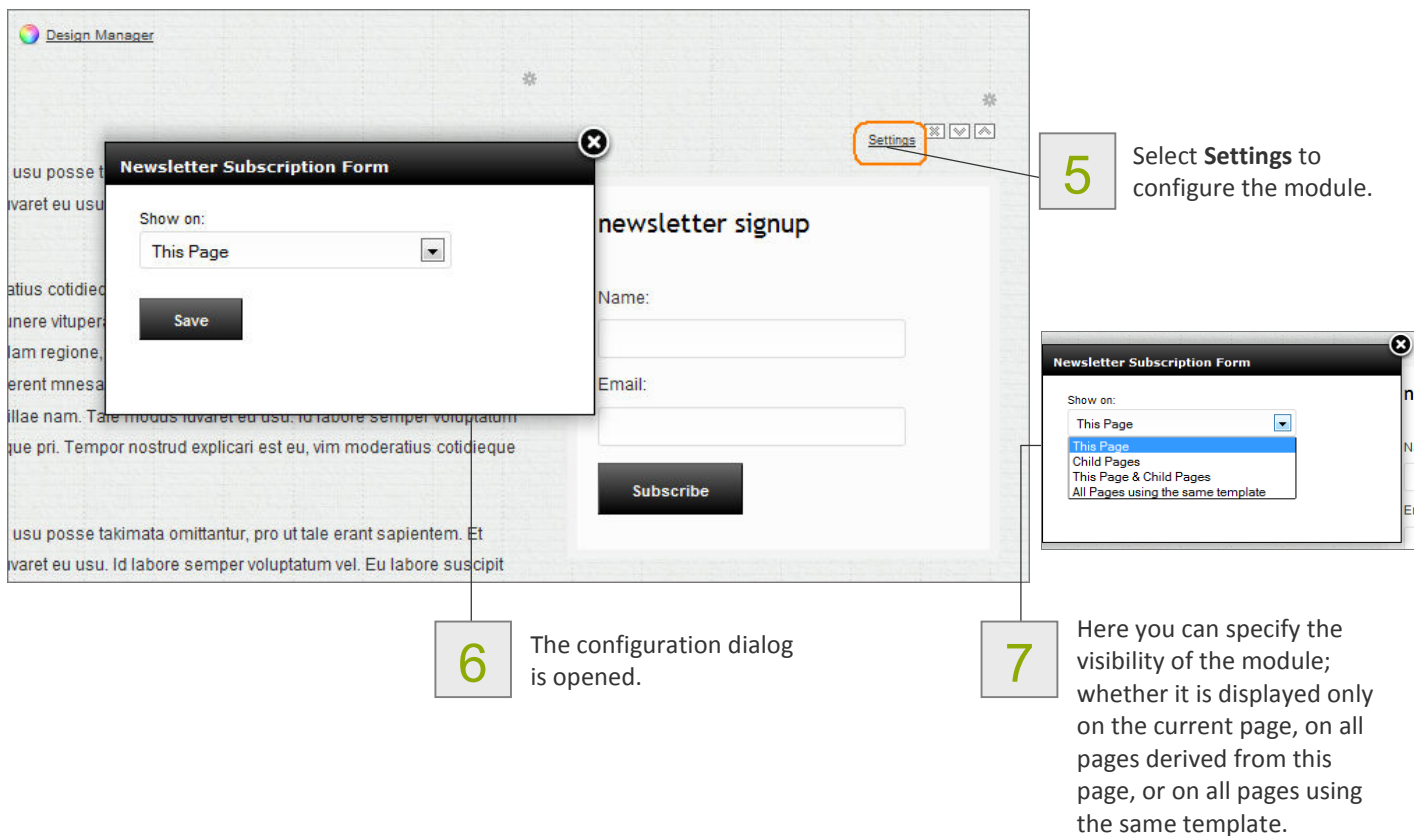 Design Manager
Settings
Newsletter Subscription Form
Show on:
This Page
Save
usu posse t
ivaret eu usu
atius cotidied
unere vitupera
lam regione,
erent mnesa
illae nam. Tale modus iuvaret eu usu. Id labore semper voluptatum
que pri. Tempor nostrud explicari est eu, vim moderatius cotidieque
usu posse takimata omittantur, pro ut tale erant sapientem. Et
ivaret eu usu. Id labore semper voluptatum vel. Eu labore suscipit
newsletter signup
Name:
Email:
Subscribe
5
Select Settings to
configure the module.
Newsletter Subscription Form
Show on:
This Page
This Page
Child Pages
This Page & Child Pages
All Pages using the same template
n
N
E
6
The configuration dialog
is opened.
7
Here you can specify the
visibility of the module;
whether it is displayed only
on the current page, on all
pages derived from this
page, or on all pages using
the same template.